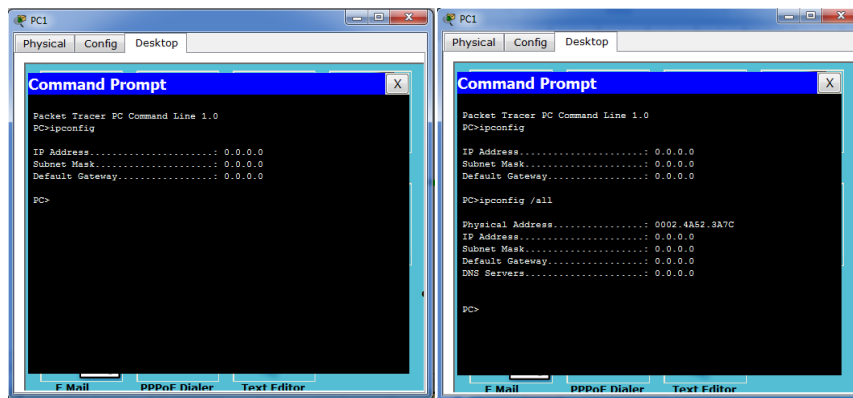 PC1
Physical Config Desktop
Command Prompt
X
Packet Tracer PC Command Line 1.0
PC>ipconfig
IP Address......................: 0.0.0.0
Subnet Mask.....................: 0.0.0.0
Default Gateway.................: 0.0.0.0
PC>
E Mail PPPoE Dialer Text Editor
PC1
Physical Config Desktop
Command Prompt
X
Packet Tracer PC Command Line 1.0
PC>ipconfig
IP Address......................: 0.0.0.0
Subnet Mask.....................: 0.0.0.0
Default Gateway.................: 0.0.0.0
PC>ipconfig /all
Physical Address................: 0002.4A52.3A7C
IP Address......................: 0.0.0.0
Subnet Mask.....................: 0.0.0.0
Default Gateway.................: 0.0.0.0
DNS Servers.....................: 0.0.0.0
PC>
E Mail PPPoE Dialer Text Editor